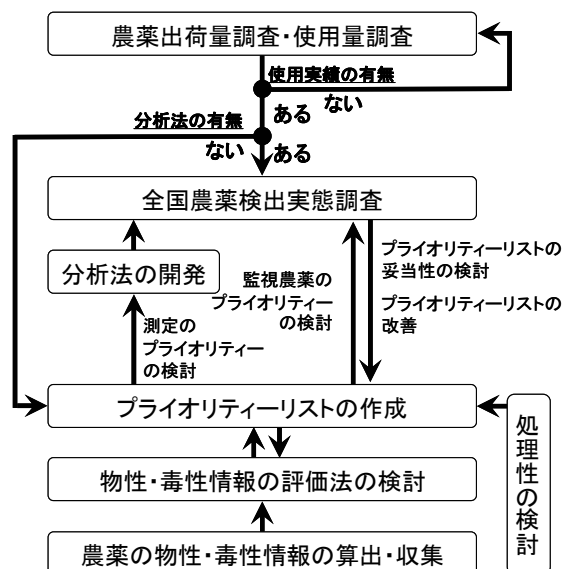 農薬出荷量調査・使用量調査
使用実績の有無
ない
ある
分析法の有無
ない
ある
全国農薬検出実態調査
分析法の開発
監視農薬の
プライオリティー
の検討
プライオリティーリストの
妥当性の検討
プライオリティーリストの
改善
測定の
プライオリティー
の検討
プライオリティーリストの作成
処理性の検討
物性・毒性情報の評価法の検討
農薬の物性・毒性情報の算出・収集